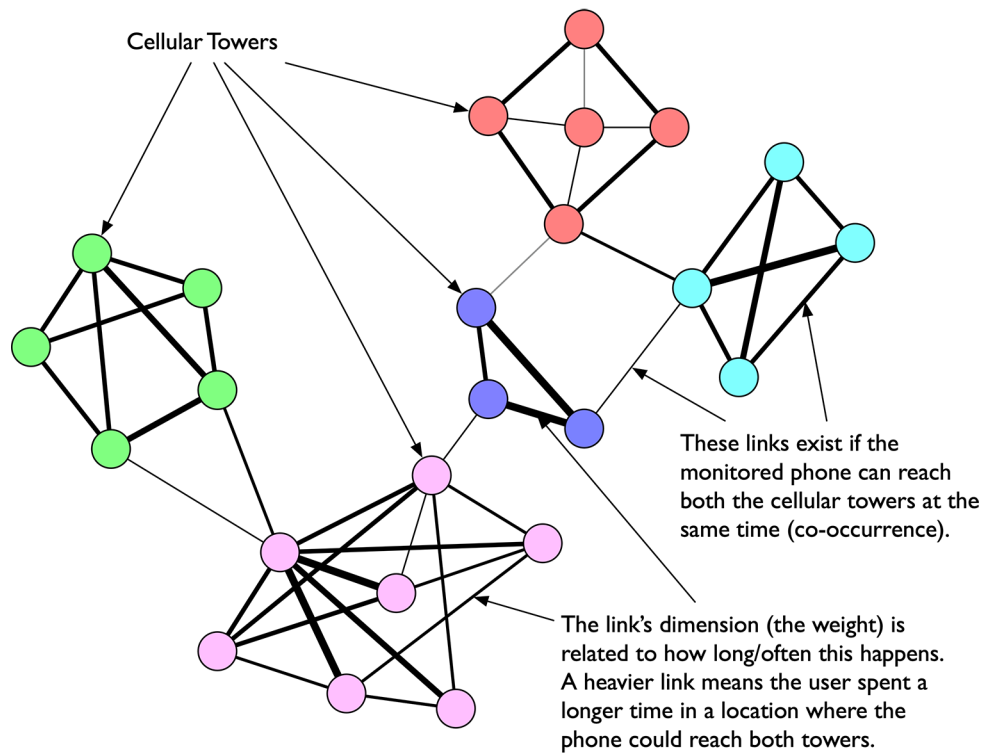 Cellular Towers
These links exist if the
monitored phone can reach
both the cellular towers at the
same time (co-occurrence).
The link's dimension (the weight) is
related to how long/often this happens.
A heavier link means the user spent a
longer time in a location where the
phone could reach both towers.